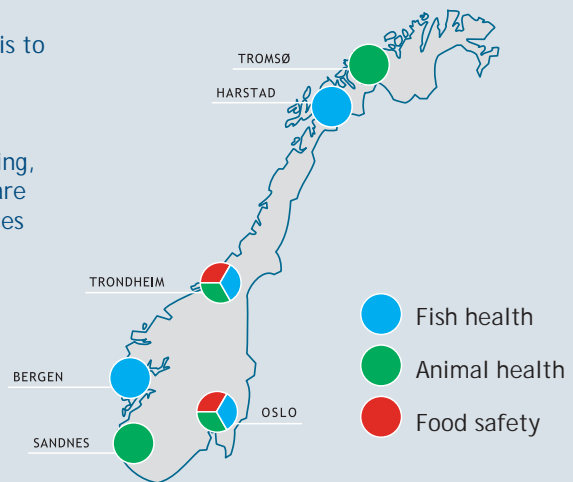 is to
ing,
are
es
TROMSØ
HARSTAD
TRONDHEIM
BERGEN
OSLO
SANDNES
Fish health
Animal health
Food safety